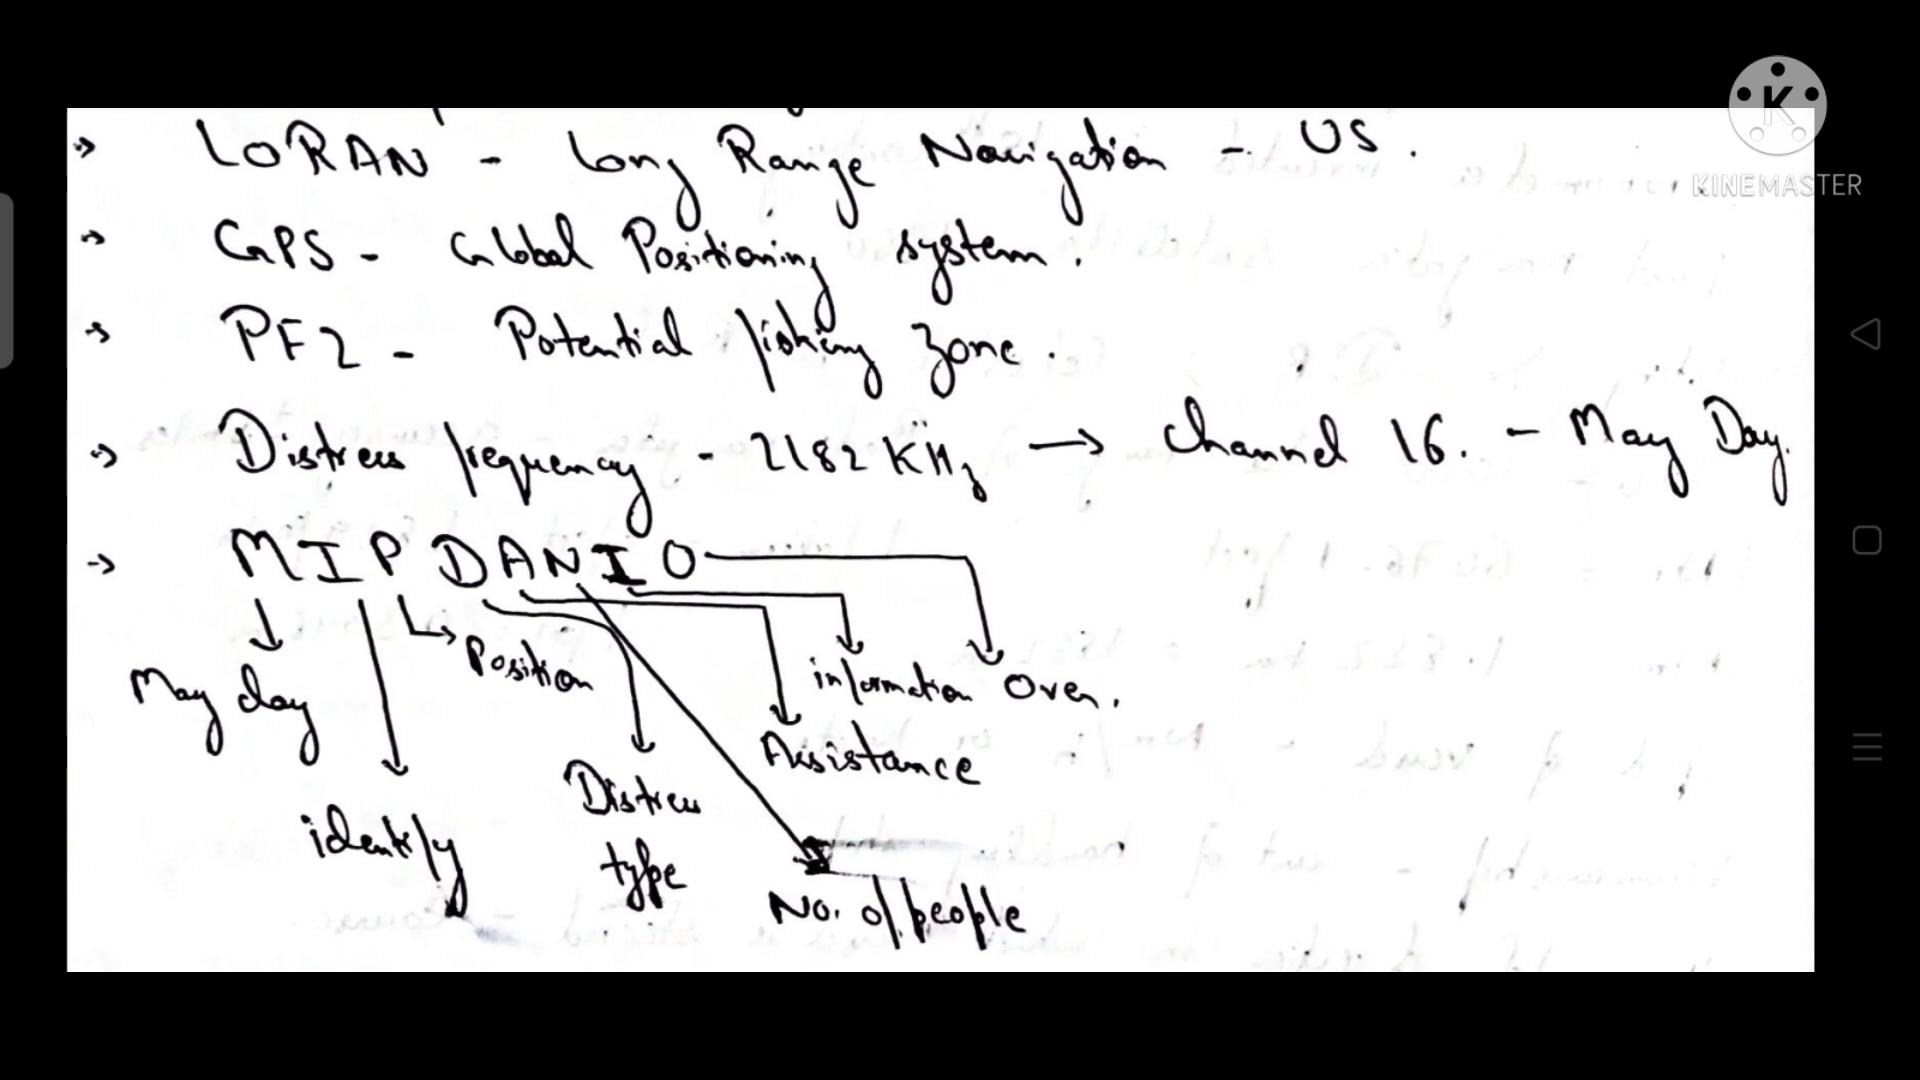 → LORAN - Long Range Navigation - US.
KINEMASTER
→ GPS - Global Positioning system.
→ PFZ - Potential fishing zone.
→ Distress frequency - 2182 KHz → Channel 16. - May Day.
→ M I P D A N I O
Position
May day
information Over.
Assistance
Distress
type
identify
No. of people